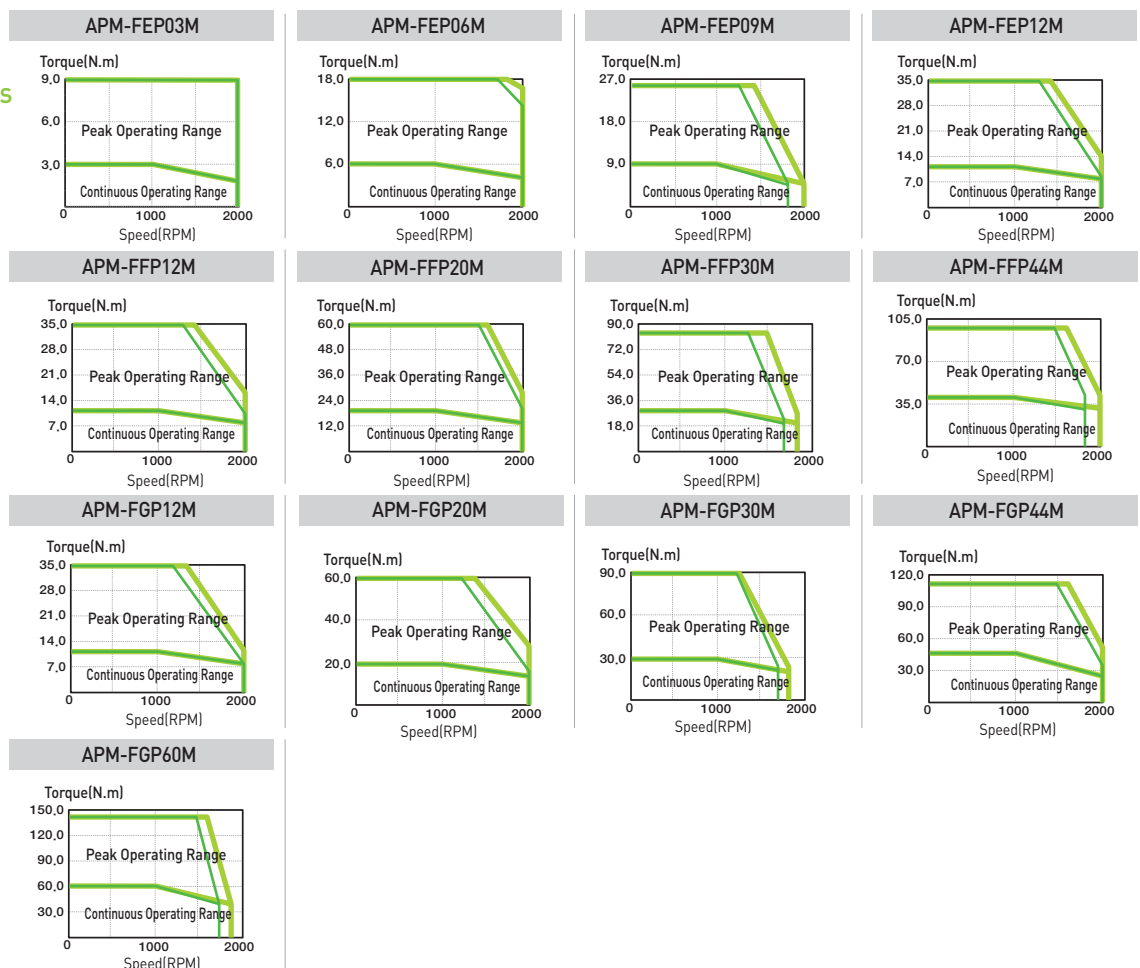 S
APM-FEP03M
Torque(N.m)
9,0
6,0
3,0
Peak Operating Range
Continuous Operating Range
0 1000 2000
Speed(RPM)
APM-FEP06M
Torque(N.m)
18,0
12,0
6,0
Peak Operating Range
Continuous Operating Range
0 1000 2000
Speed(RPM)
APM-FEP09M
Torque(N.m)
27,0
18,0
9,0
Peak Operating Range
Continuous Operating Range
0 1000 2000
Speed(RPM)
APM-FEP12M
Torque(N.m)
35,0
28,0
21,0
14,0
7,0
Peak Operating Range
Continuous Operating Range
0 1000 2000
Speed(RPM)
APM-FFP12M
Torque(N.m)
35,0
28,0
21,0
14,0
7,0
Peak Operating Range
Continuous Operating Range
0 1000 2000
Speed(RPM)
APM-FFP20M
Torque(N.m)
60,0
48,0
36,0
24,0
12,0
Peak Operating Range
Continuous Operating Range
0 1000 2000
Speed(RPM)
APM-FFP30M
Torque(N.m)
90,0
72,0
54,0
36,0
18,0
Peak Operating Range
Continuous Operating Range
0 1000 2000
Speed(RPM)
APM-FFP44M
Torque(N.m)
105,0
70,0
35,0
Peak Operating Range
Continuous Operating Range
0 1000 2000
Speed(RPM)
APM-FGP12M
Torque(N.m)
35,0
28,0
21,0
14,0
7,0
Peak Operating Range
Continuous Operating Range
0 1000 2000
Speed(RPM)
APM-FGP20M
Torque(N.m)
60,0
40,0
20,0
Peak Operating Range
Continuous Operating Range
0 1000 2000
Speed(RPM)
APM-FGP30M
Torque(N.m)
90,0
60,0
30,0
Peak Operating Range
Continuous Operating Range
0 1000 2000
Speed(RPM)
APM-FGP44M
Torque(N.m)
120,0
90,0
60,0
30,0
Peak Operating Range
Continuous Operating Range
0 1000 2000
Speed(RPM)
APM-FGP60M
Torque(N.m)
150,0
120,0
90,0
60,0
30,0
Peak Operating Range
Continuous Operating Range
0 1000 2000
Speed(RPM)